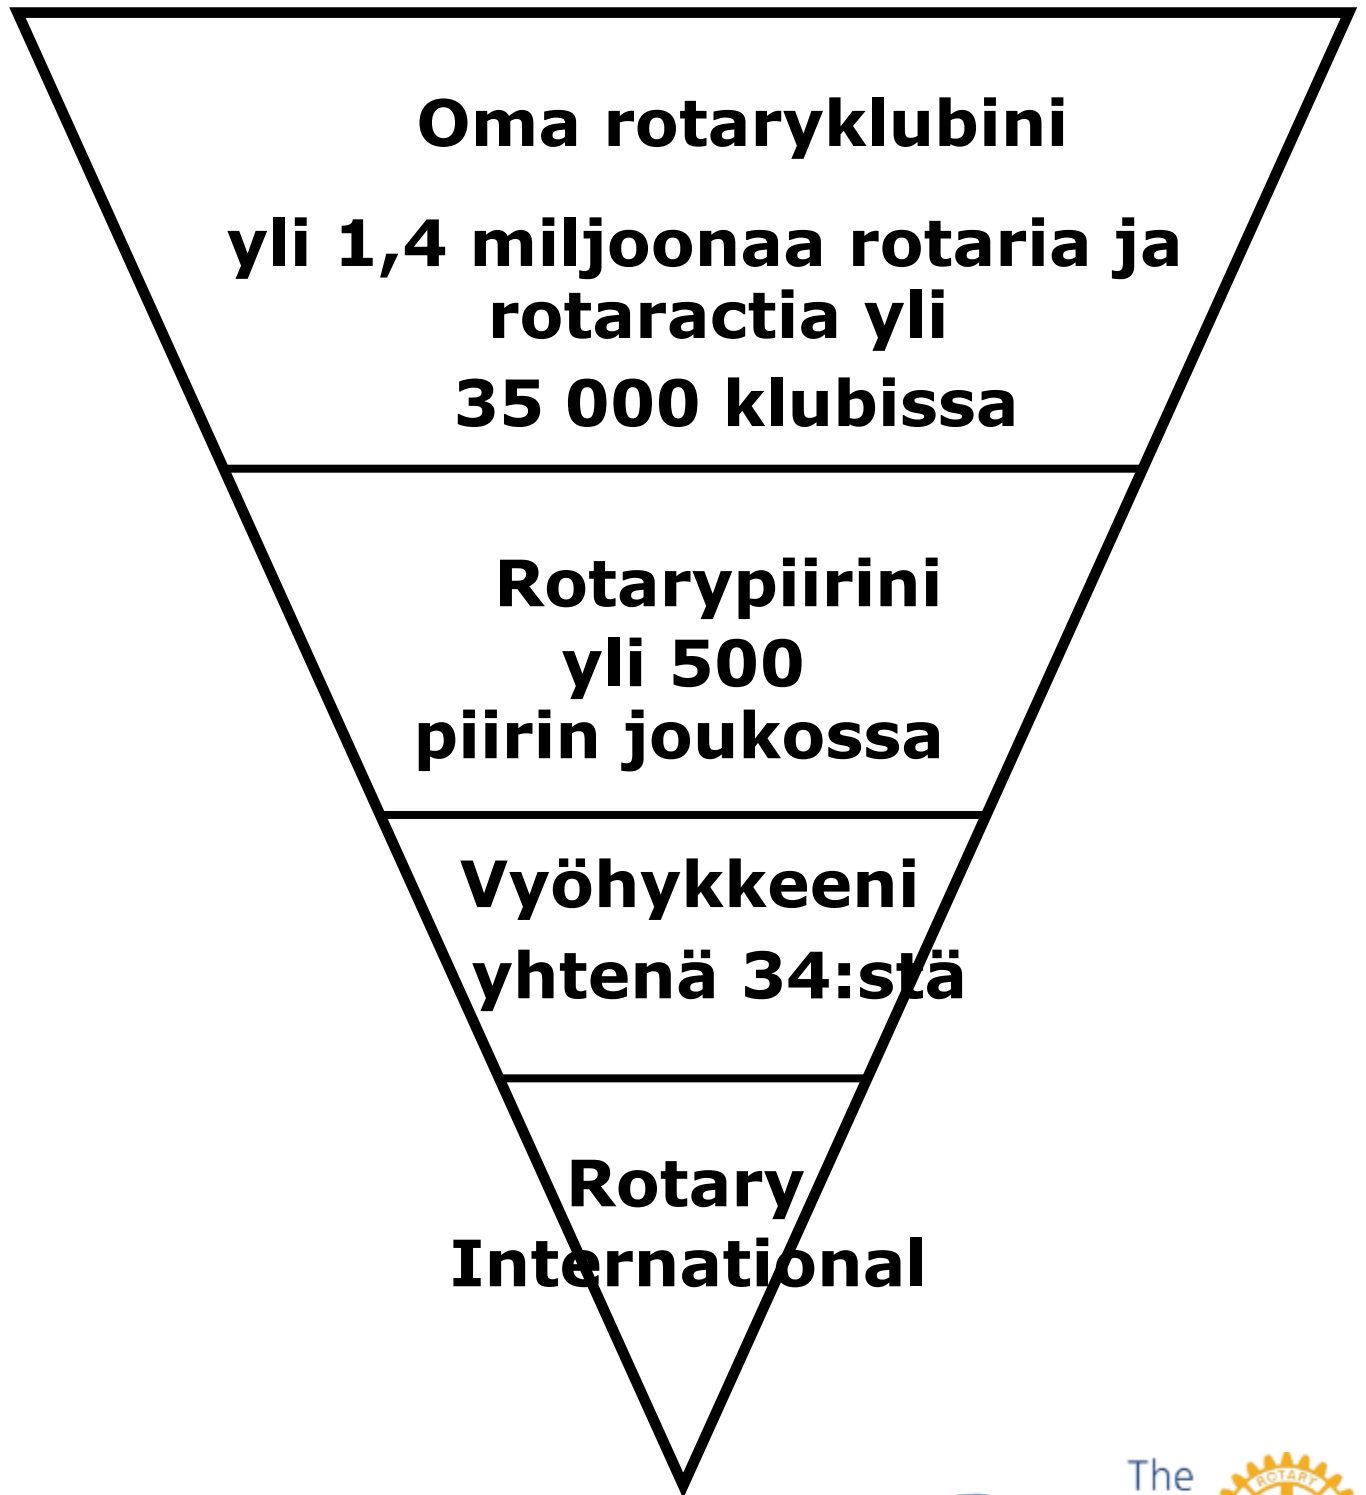 Oma rotaryklubini
yli 1,4 miljoonaa rotaria ja
rotaractia yli
35 000 klubissa
Rotarypiirini
yli 500
piirin joukossa
Vyöhykkeeni
yhtenä 34:stä
Rotary
International
The
ROTARY